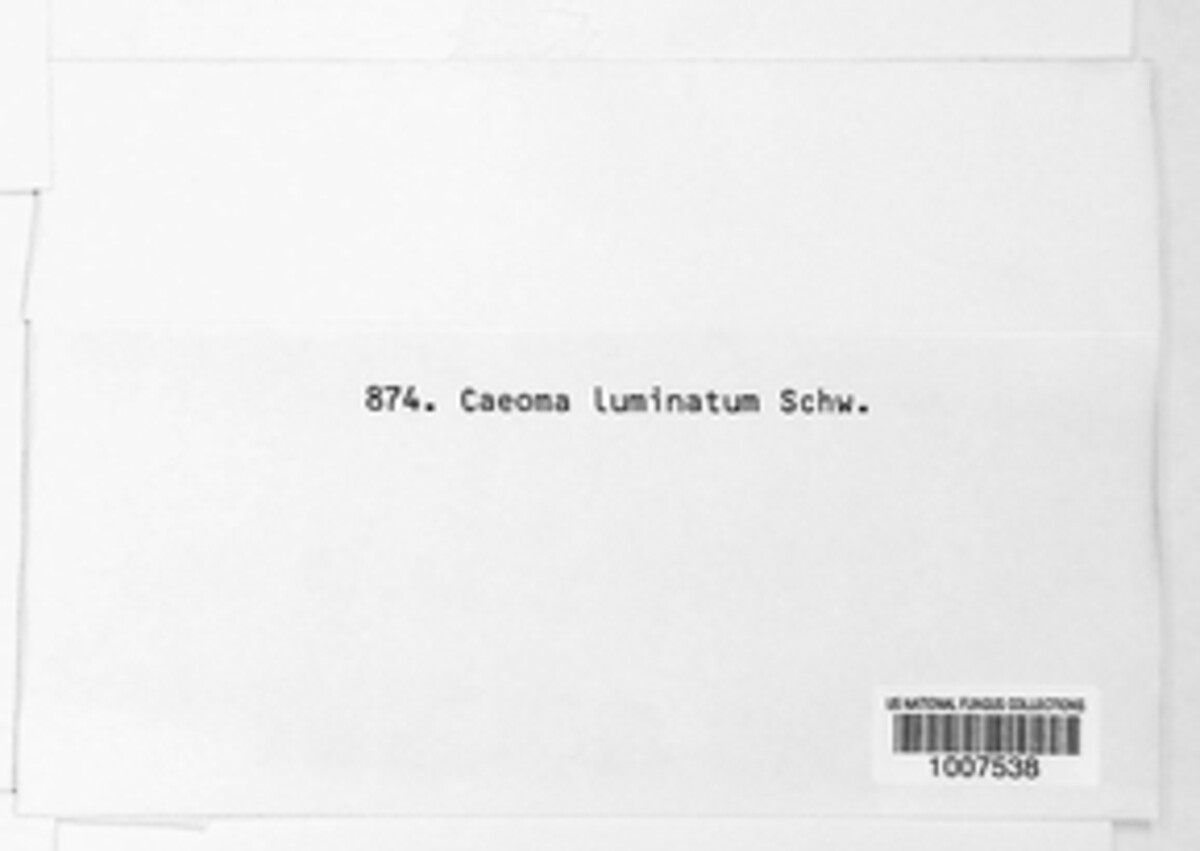 874. Caeoma luminatum Schw.
US NATIONAL FUNGUS COLLECTIONS
1007538